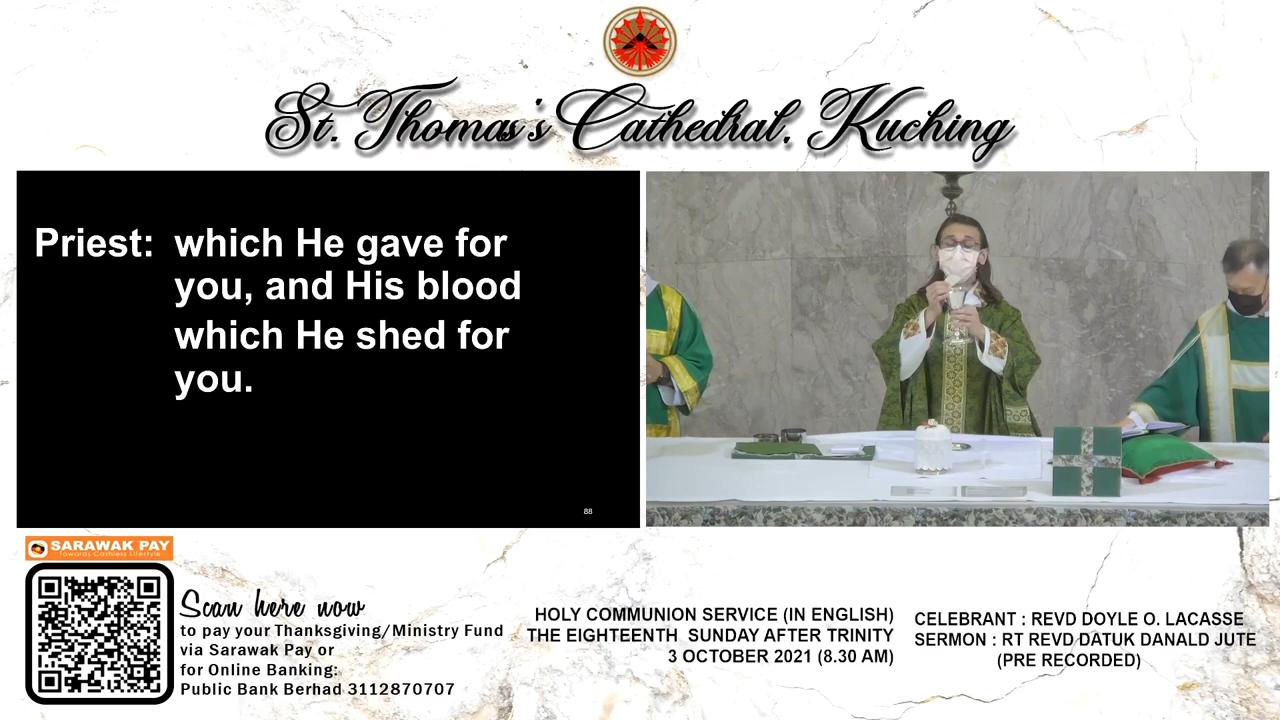 St. Thomas's Cathedral, Kuching
Priest: which He gave for
you, and His blood
which He shed for
you.
88
SARAWAK PAY
Towards Cashless Lifestyle
Scan here now
to pay your Thanksgiving/Ministry Fund
via Sarawak Pay or
for Online Banking:
Public Bank Berhad 3112870707
HOLY COMMUNION SERVICE (IN ENGLISH)
THE EIGHTEENTH SUNDAY AFTER TRINITY
3 OCTOBER 2021 (8.30 AM)
CELEBRANT : REVD DOYLE O. LACASSE
SERMON : RT REVD DATUK DANALD JUTE
(PRE RECORDED)